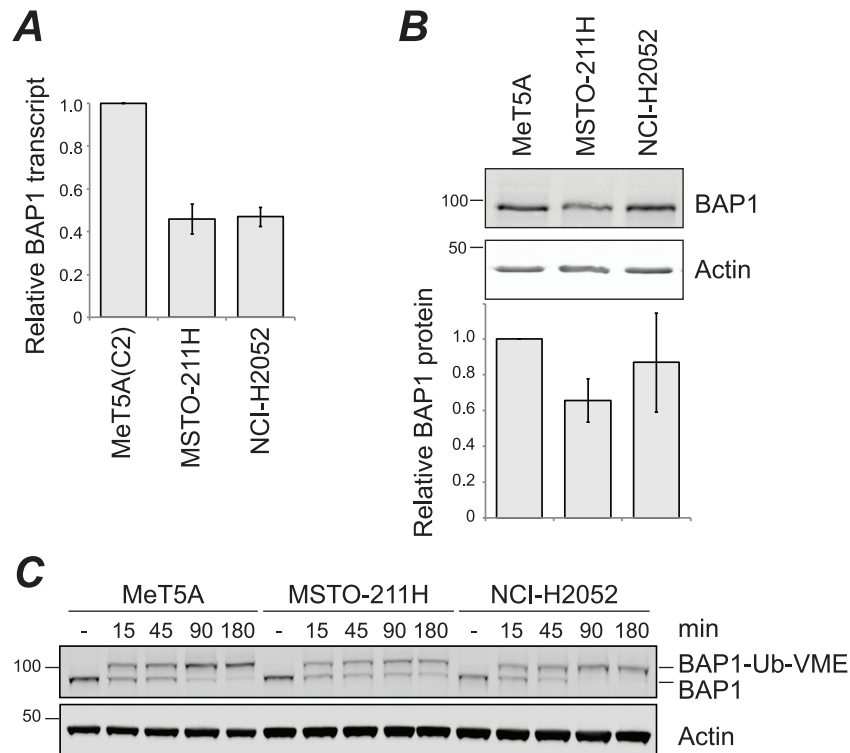 A
Relative BAP1 transcript
1.0
0.8
0.6
0.4
0.2
0
MeT5A(C2)
MSTO-211H
NCI-H2052
B
MeT5A
MSTO-211H
NCI-H2052
100
BAP1
50
Actin
Relative BAP1 protein
1.0
0.8
0.6
0.4
0.2
0
C
MeT5A MSTO-211H NCI-H2052
- 15 45 90 180 - 15 45 90 180 - 15 45 90 180 min
100
BAP1-Ub-VME
BAP1
50
Actin